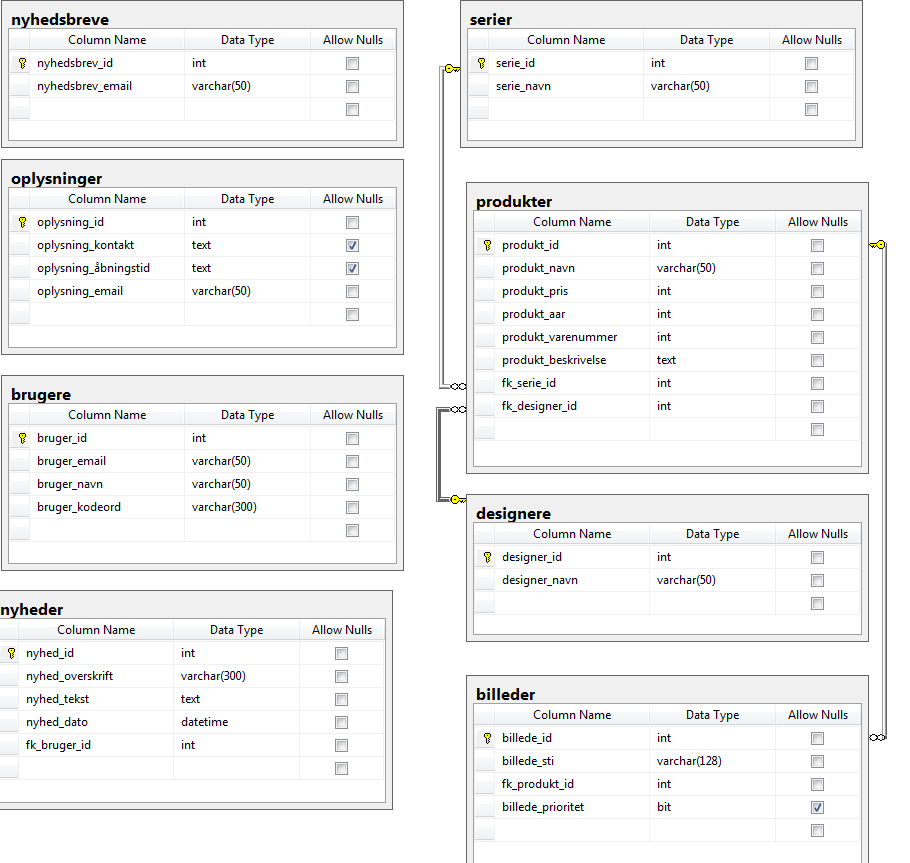 nyhedsbreve
Column Name Data Type Allow Nulls
nyhedsbrev_id int
nyhedsbrev_email varchar(50)
oplysninger
Column Name Data Type Allow Nulls
oplysning_id int
oplysning_kontakt text
oplysning_åbningstid text
oplysning_email varchar(50)
brugere
Column Name Data Type Allow Nulls
bruger_id int
bruger_email varchar(50)
bruger_navn varchar(50)
bruger_kodeord varchar(300)
nyheder
Column Name Data Type Allow Nulls
nyhed_id int
nyhed_overskrift varchar(300)
nyhed_tekst text
nyhed_dato datetime
fk_bruger_id int
serier
Column Name Data Type Allow Nulls
serie_id int
serie_navn varchar(50)
produkter
Column Name Data Type Allow Nulls
produkt_id int
produkt_navn varchar(50)
produkt_pris int
produkt_aar int
produkt_varenummer int
produkt_beskrivelse text
fk_serie_id int
fk_designer_id int
designere
Column Name Data Type Allow Nulls
designer_id int
designer_navn varchar(50)
billeder
Column Name Data Type Allow Nulls
billede_id int
billede_sti varchar(128)
fk_produkt_id int
billede_prioritet bit